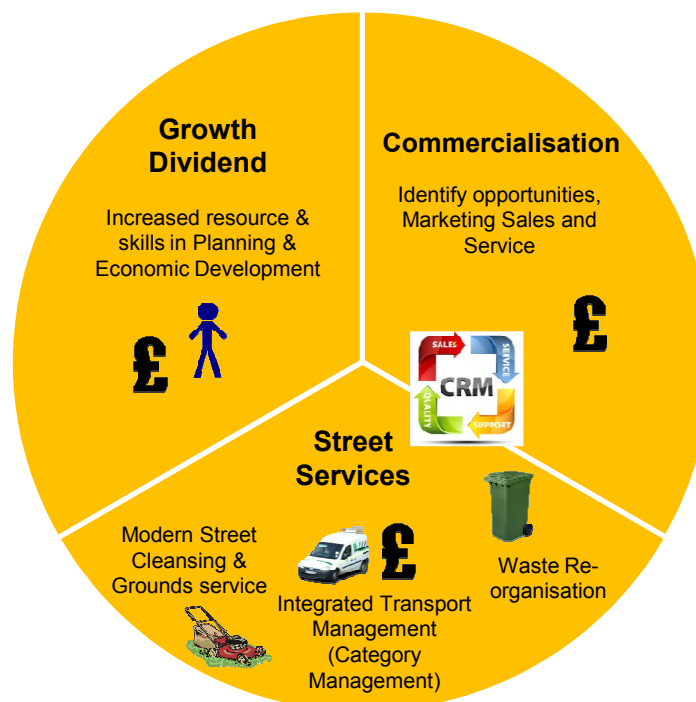 Growth
Dividend
Increased resource &
skills in Planning &
Economic Development
£
Commercialisation
Identify opportunities,
Marketing Sales and
Service
£
SALES
SERVICE
CRM
QUALITY
SUPPORT
Street
Services
Modern Street
Cleansing &
Grounds service
£
Integrated Transport
Management
(Category
Management)
Waste Re-
organisation